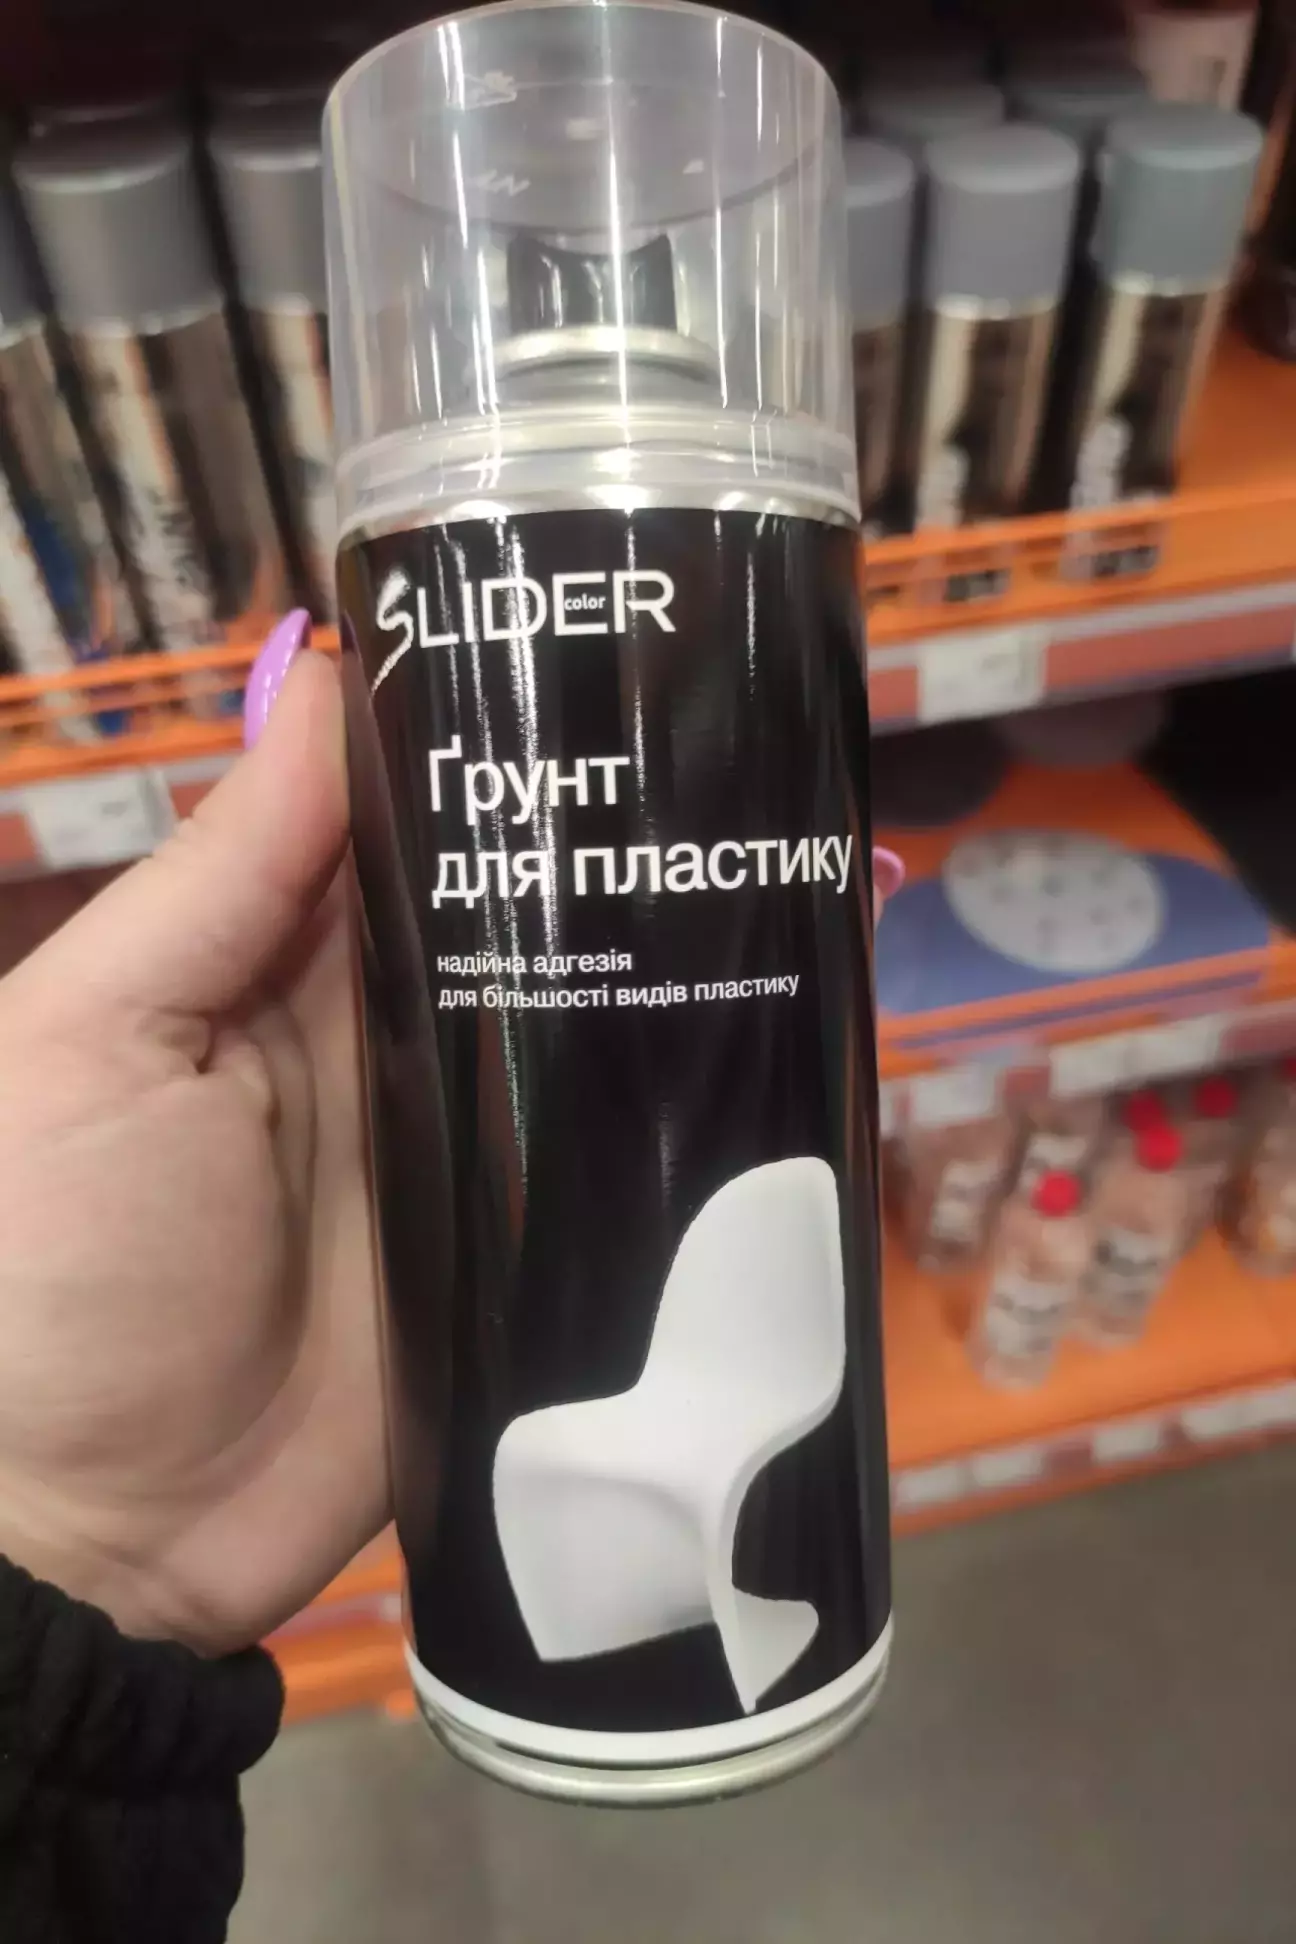 SLIDER
color
Ґрунт
для пластику
надійна адгезія
для більшості видів пластику